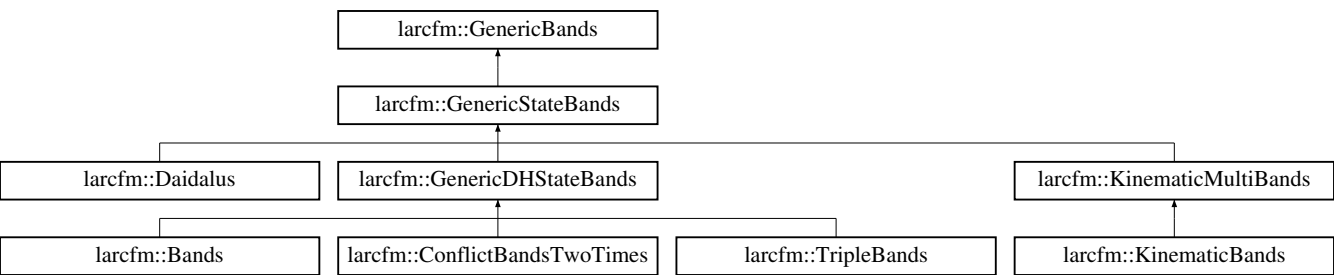 larcfm::GenericBands
larcfm::GenericStateBands
larcfm::Daidalus
larcfm::GenericDHStateBands
larcfm::KinematicMultiBands
larcfm::Bands
larcfm::ConflictBandsTwoTimes
larcfm::TripleBands
larcfm::KinematicBands